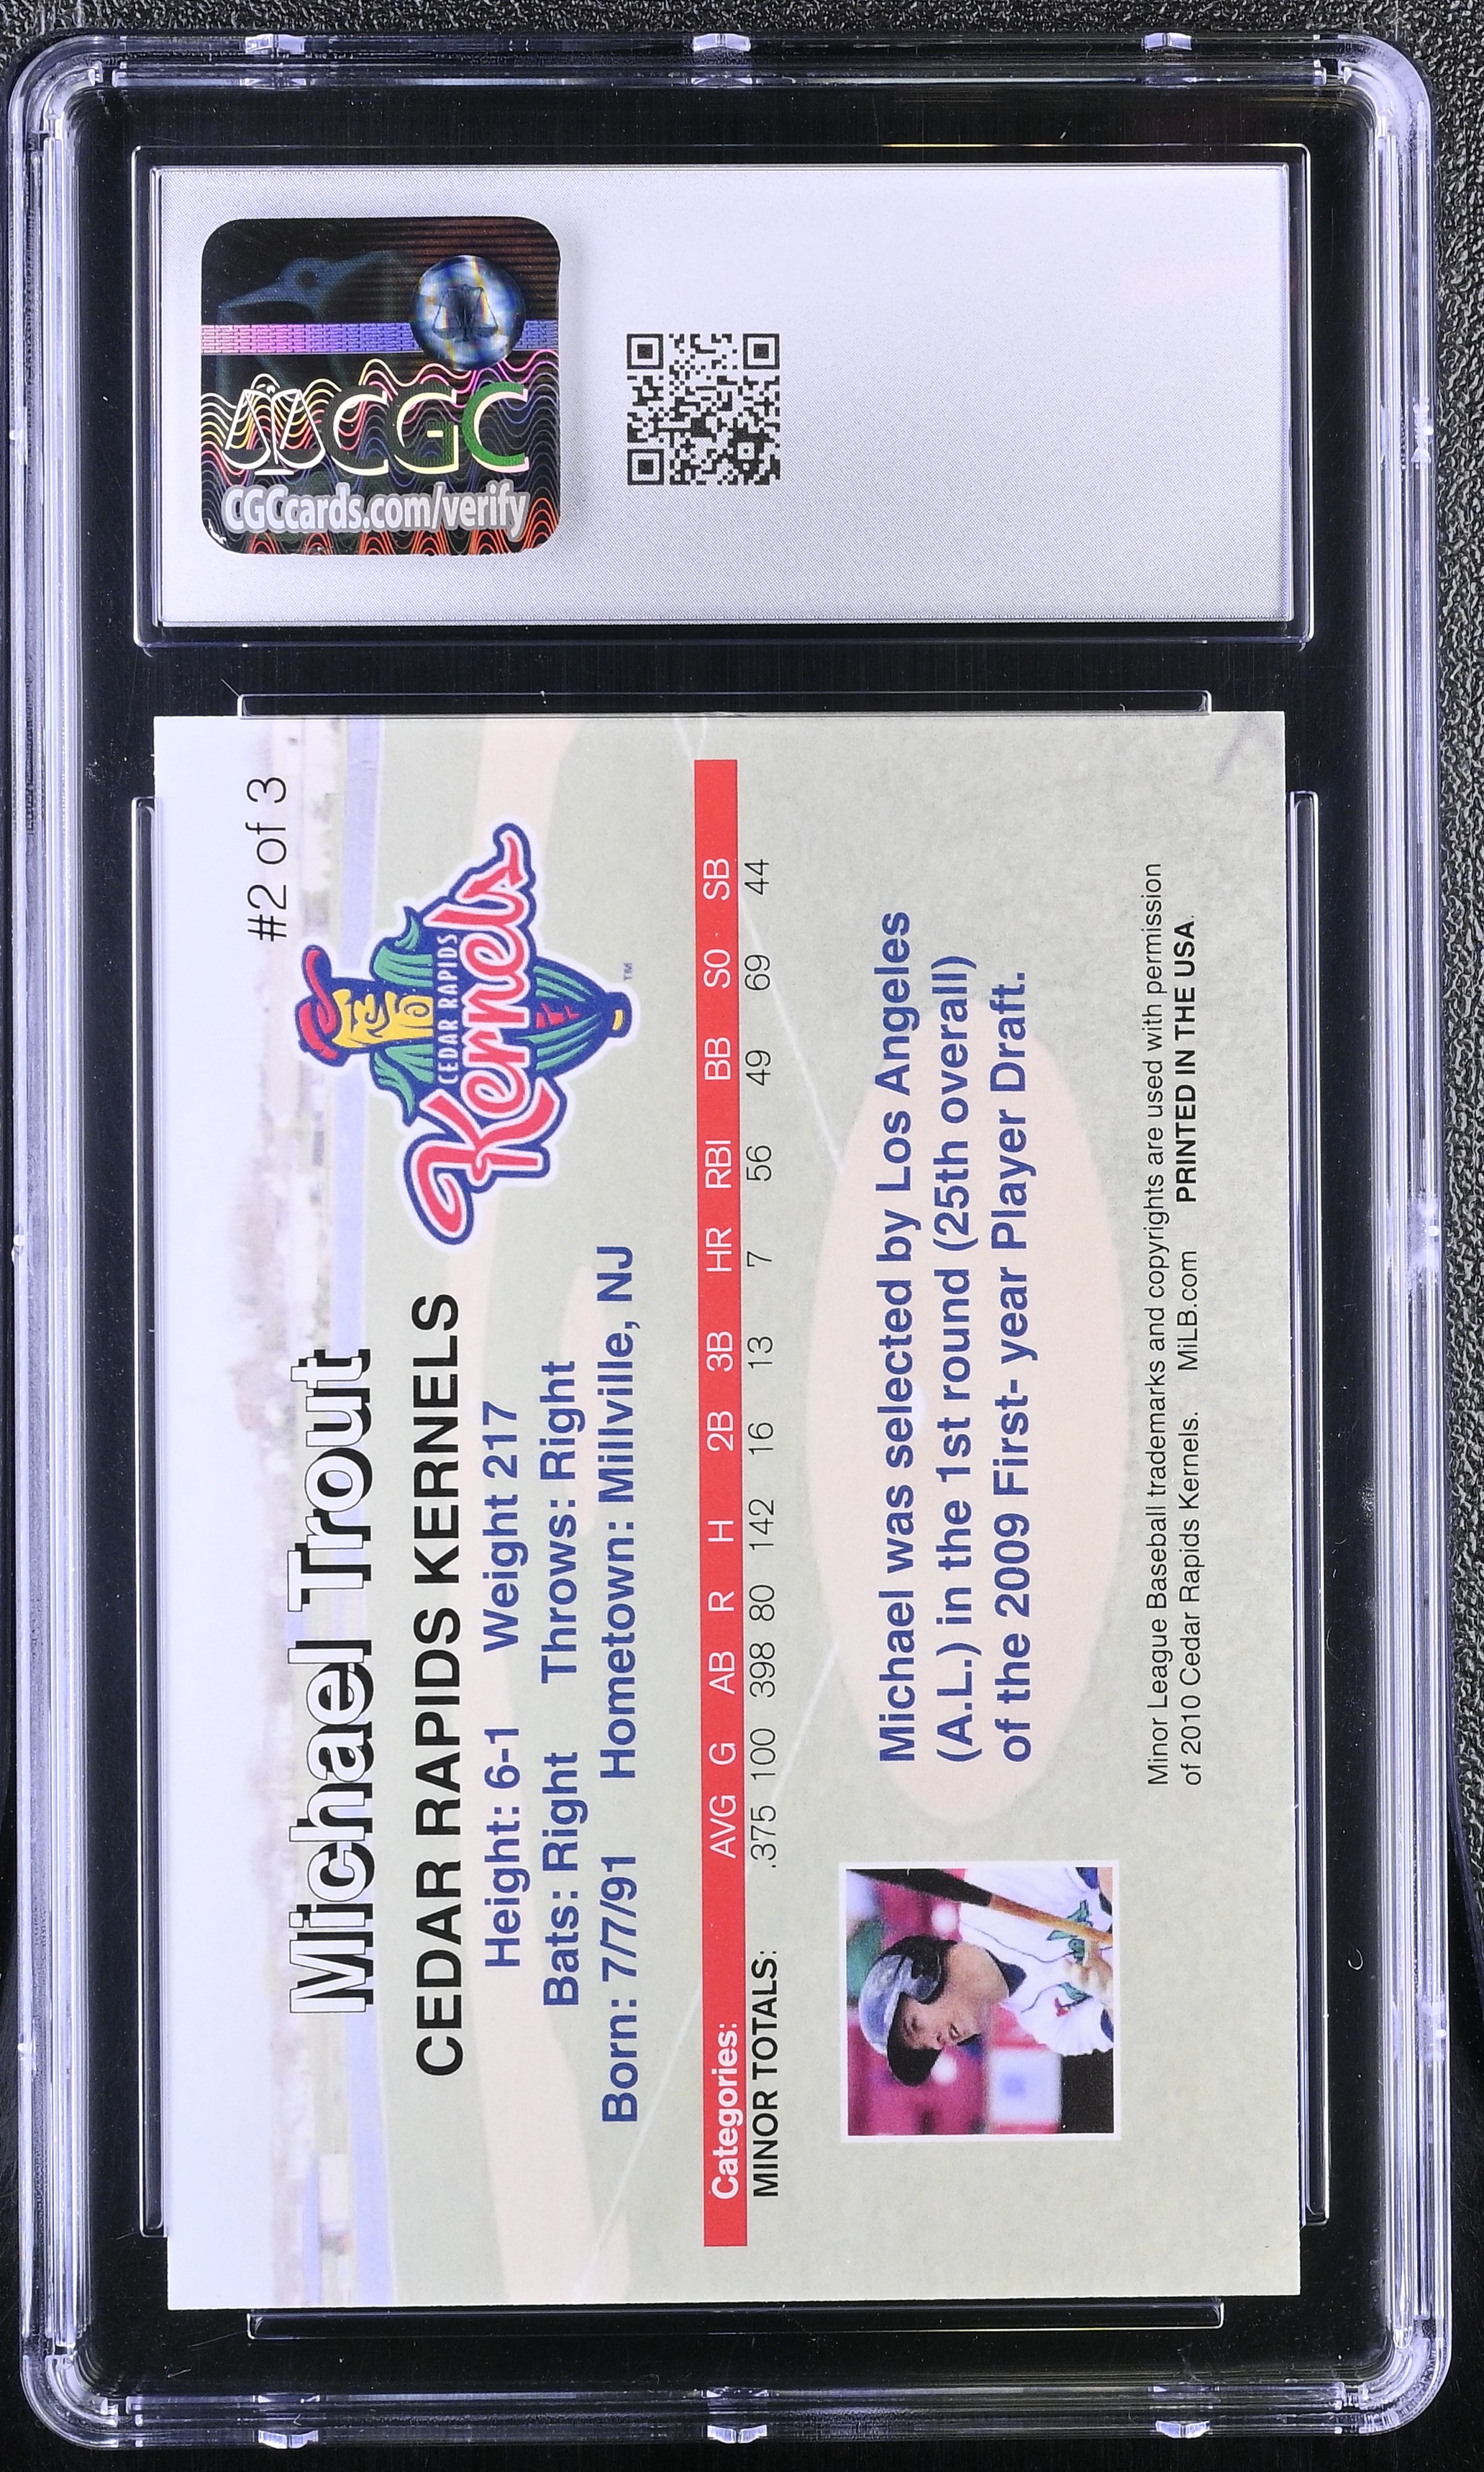 CGC
CGCcards.com/verify
#2 of 3
Michael Trout
CEDAR RAPIDS KERNELS
Height: 6-1 Weight 217
Bats: Right Throws: Right
Born: 7/7/91 Hometown: Millville, NJ
CEDAR RAPIDS
Kernels
TM
Categories: AVG G AB R H 2B 3B HR RBI BB S0 SB
MINOR TOTALS: .375 100 398 80 142 16 13 7 56 49 69 44
Michael was selected by Los Angeles
(A.L.) in the 1st round (25th overall)
of the 2009 First- year Player Draft.
Minor League Baseball trademarks and copyrights are used with permission
of 2010 Cedar Rapids Kernels. MiLB.com PRINTED IN THE USA.